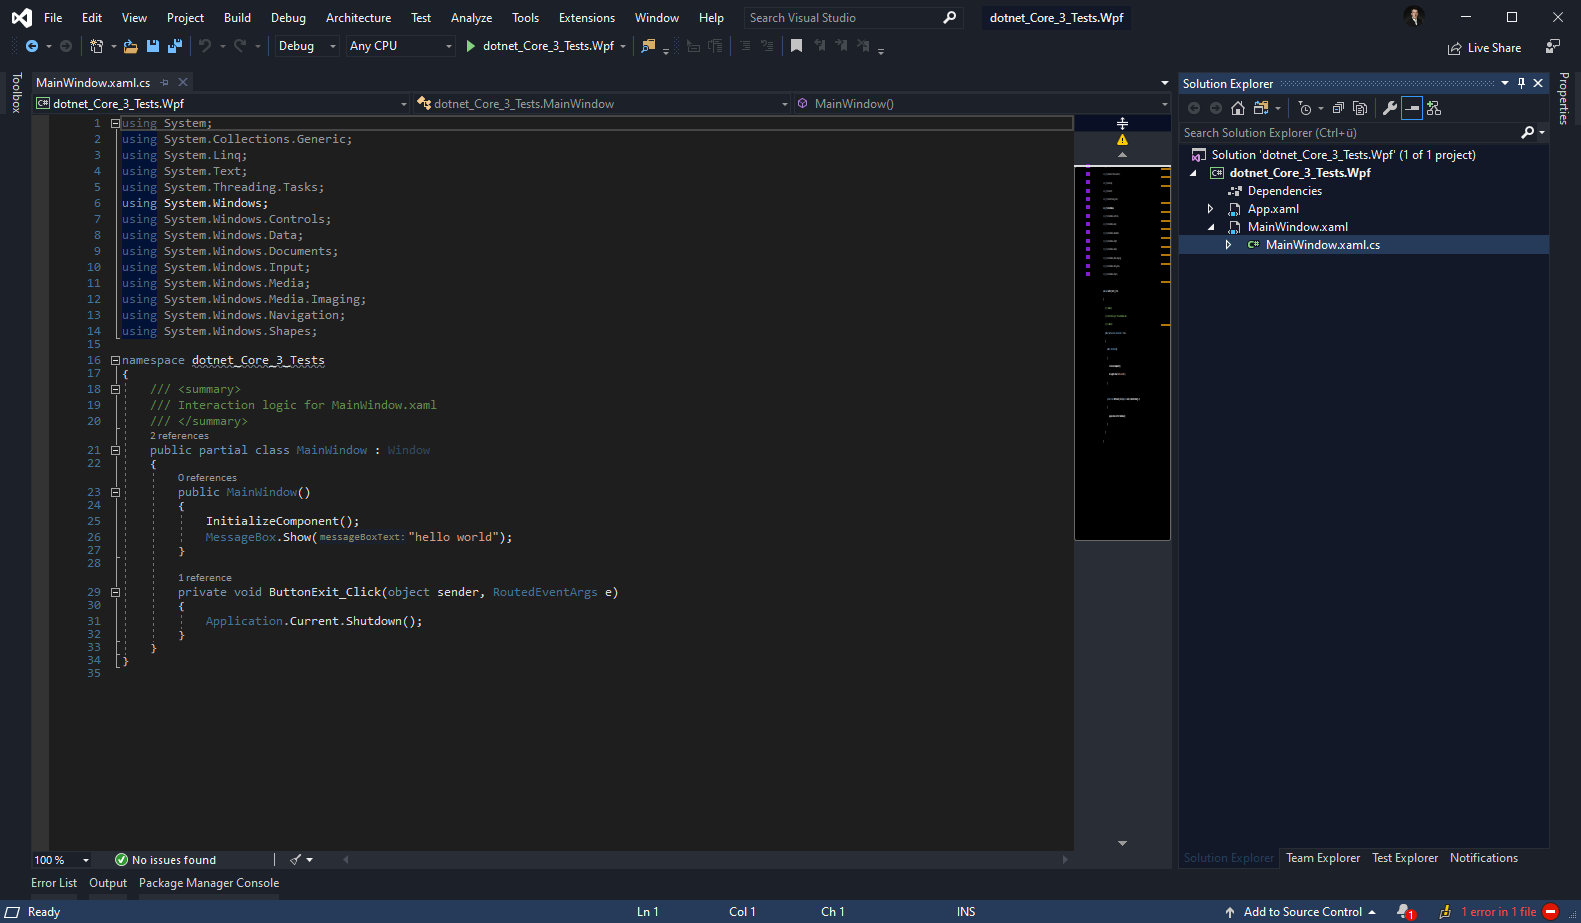 File Edit View Project Build Debug Architecture Test Analyze Tools Extensions Window Help Search Visual Studio dotnet_Core_3_Tests.Wpf
Debug Any CPU dotnet_Core_3_Tests.Wpf Live Share
Toolbox
MainWindow.xaml.cs
dotnet_Core_3_Tests.Wpf dotnet_Core_3_Tests.MainWindow MainWindow()
1 using System;
2 using System.Collections.Generic;
3 using System.Linq;
4 using System.Text;
5 using System.Threading.Tasks;
6 using System.Windows;
7 using System.Windows.Controls;
8 using System.Windows.Data;
9 using System.Windows.Documents;
10 using System.Windows.Input;
11 using System.Windows.Media;
12 using System.Windows.Media.Imaging;
13 using System.Windows.Navigation;
14 using System.Windows.Shapes;
15
16 namespace dotnet_Core_3_Tests
17 {
18 /// <summary>
19 /// Interaction logic for MainWindow.xaml
20 /// </summary>
2 references
21 public partial class MainWindow : Window
22 {
0 references
23 public MainWindow()
24 {
25 InitializeComponent();
26 MessageBox.Show(messageBoxText:"hello world");
27 }
28
1 reference
29 private void ButtonExit_Click(object sender, RoutedEventArgs e)
30 {
31 Application.Current.Shutdown();
32 }
33 }
34 }
35
100 % No issues found
Solution Explorer
Search Solution Explorer (Ctrl+ü)
Solution 'dotnet_Core_3_Tests.Wpf' (1 of 1 project)
C# dotnet_Core_3_Tests.Wpf
Dependencies
App.xaml
MainWindow.xaml
C# MainWindow.xaml.cs
Solution Explorer Team Explorer Test Explorer Notifications
Properties
Error List Output Package Manager Console
Ready Ln 1 Col 1 Ch 1 INS Add to Source Control 1 1 error in 1 file